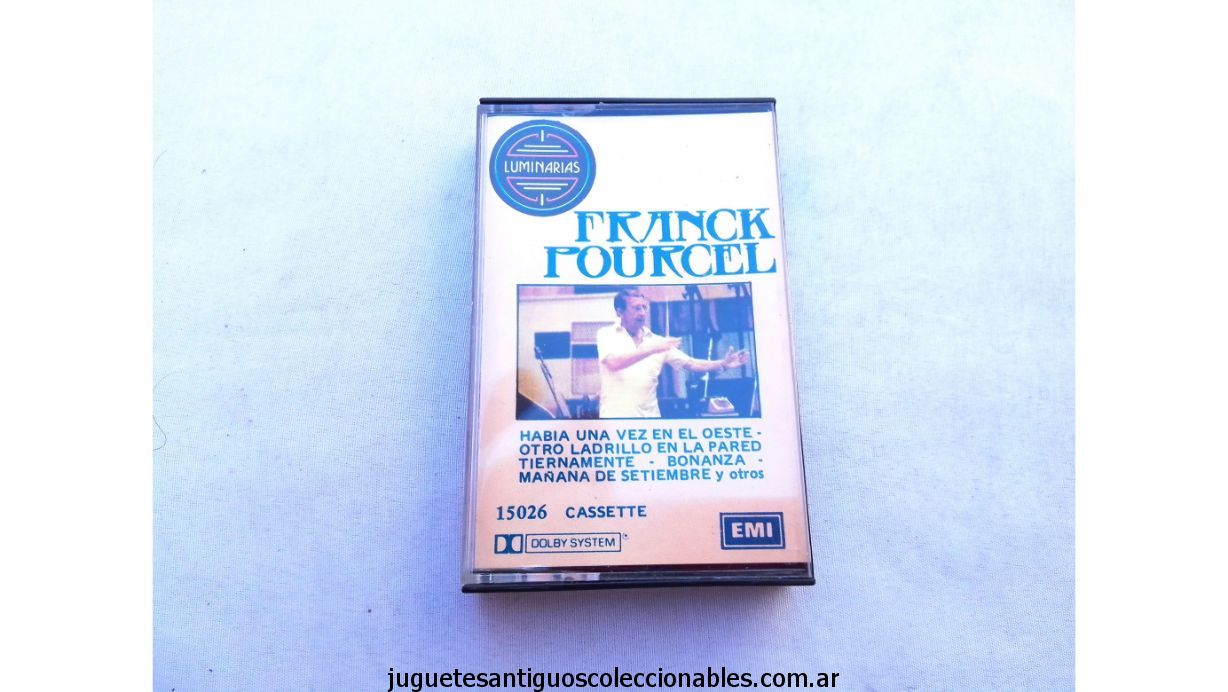 LUMINARIAS
FRANCK
POURCEL
HABIA UNA VEZ EN EL OESTE -
OTRO LADRILLO EN LA PARED
TIERNAMENTE - BONANZA -
MAÑANA DE SETIEMBRE y otros
15026 CASSETTE
DOLBY SYSTEM
EMI
juguetesantiguoscoleccionables.com.ar